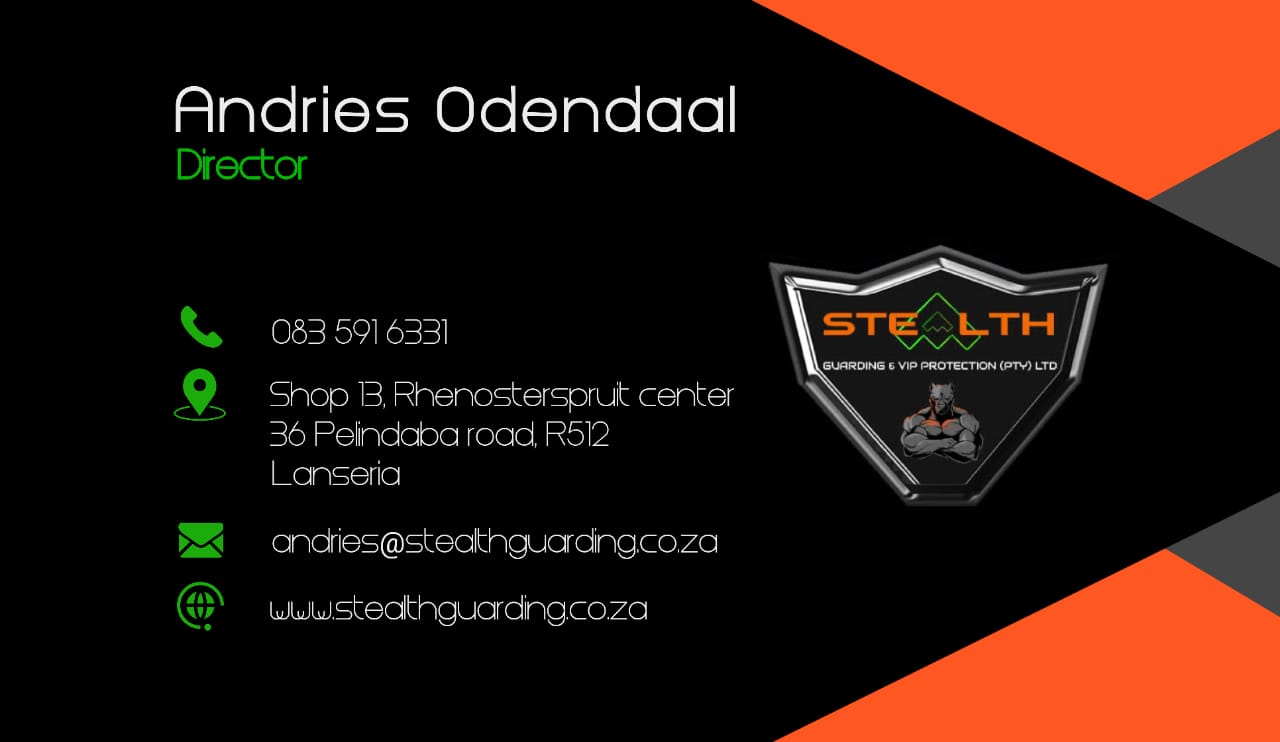 Andries Odendaal
Director
083 591 6331
Shop 13, Rhenosterspruit center
36 Pelindaba road, R512
Lanseria
andries@stealthguarding.co.za
www.stealthguarding.co.za
STEALTH
GUARDING & VIP PROTECTION (PTY) LTD